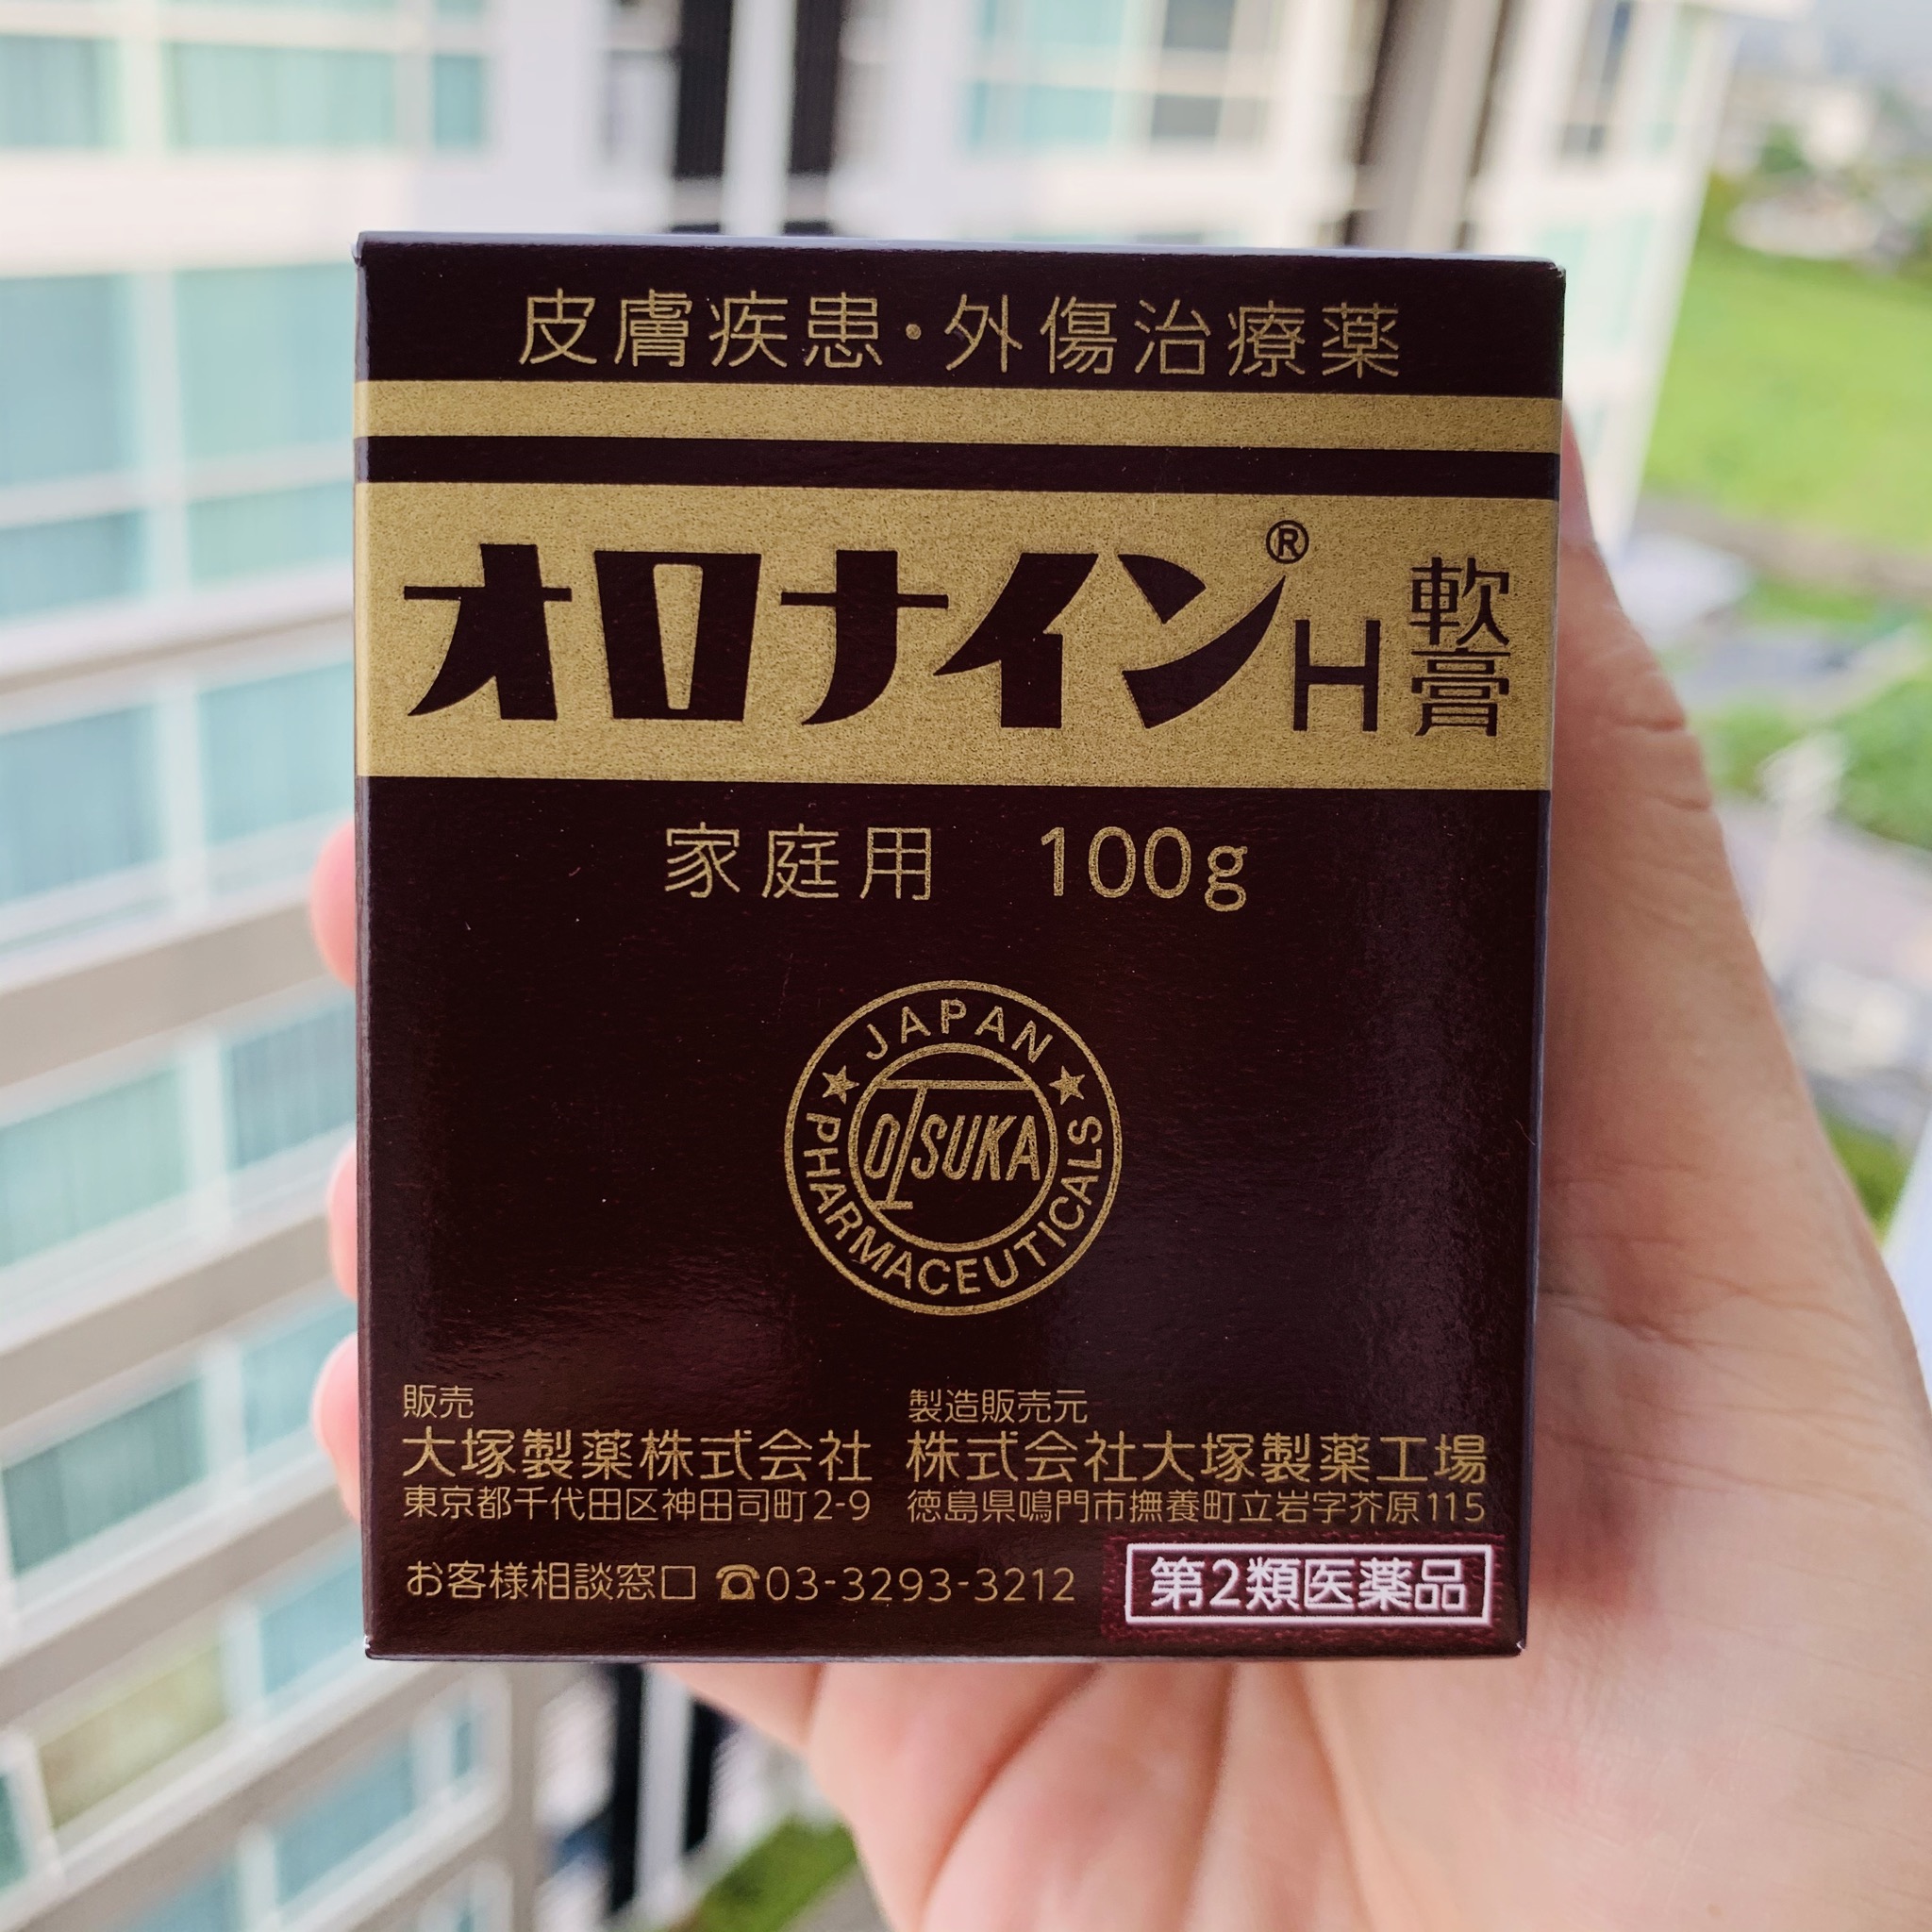 皮膚疾患・外傷治療薬
オロナイン®H軟膏
家庭用 100g
JAPAN
OTSUKA
PHARMACEUTICALS
販売
大塚製薬株式会社
東京都千代田区神田司町2-9
製造販売元
株式会社大塚製薬工場
徳島県鳴門市撫養町立岩字芥原115
お客様相談窓口 ☎03-3293-3212
第2類医薬品